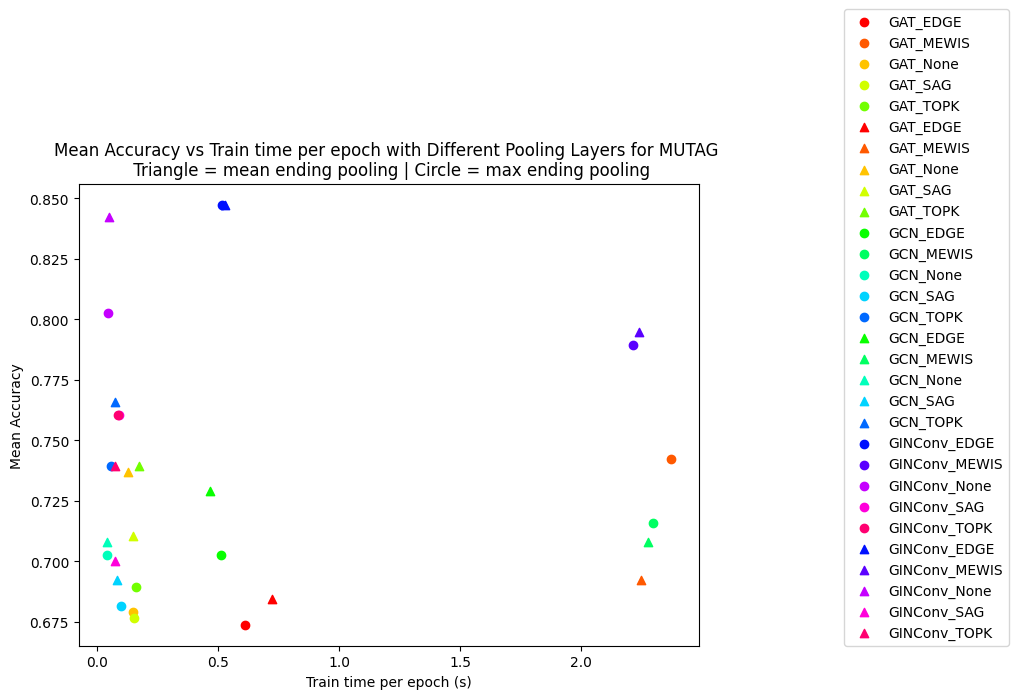 Mean Accuracy vs Train time per epoch with Different Pooling Layers for MUTAG
Triangle = mean ending pooling | Circle = max ending pooling
Mean Accuracy
0.850
0.825
0.800
0.775
0.750
0.725
0.700
0.675
0.0
0.5
1.0
1.5
2.0
Train time per epoch (s)
GAT_EDGE
GAT_MEWIS
GAT_None
GAT_SAG
GAT_TOPK
GAT_EDGE
GAT_MEWIS
GAT_None
GAT_SAG
GAT_TOPK
GCN_EDGE
GCN_MEWIS
GCN_None
GCN_SAG
GCN_TOPK
GCN_EDGE
GCN_MEWIS
GCN_None
GCN_SAG
GCN_TOPK
GINConv_EDGE
GINConv_MEWIS
GINConv_None
GINConv_SAG
GINConv_TOPK
GINConv_EDGE
GINConv_MEWIS
GINConv_None
GINConv_SAG
GINConv_TOPK